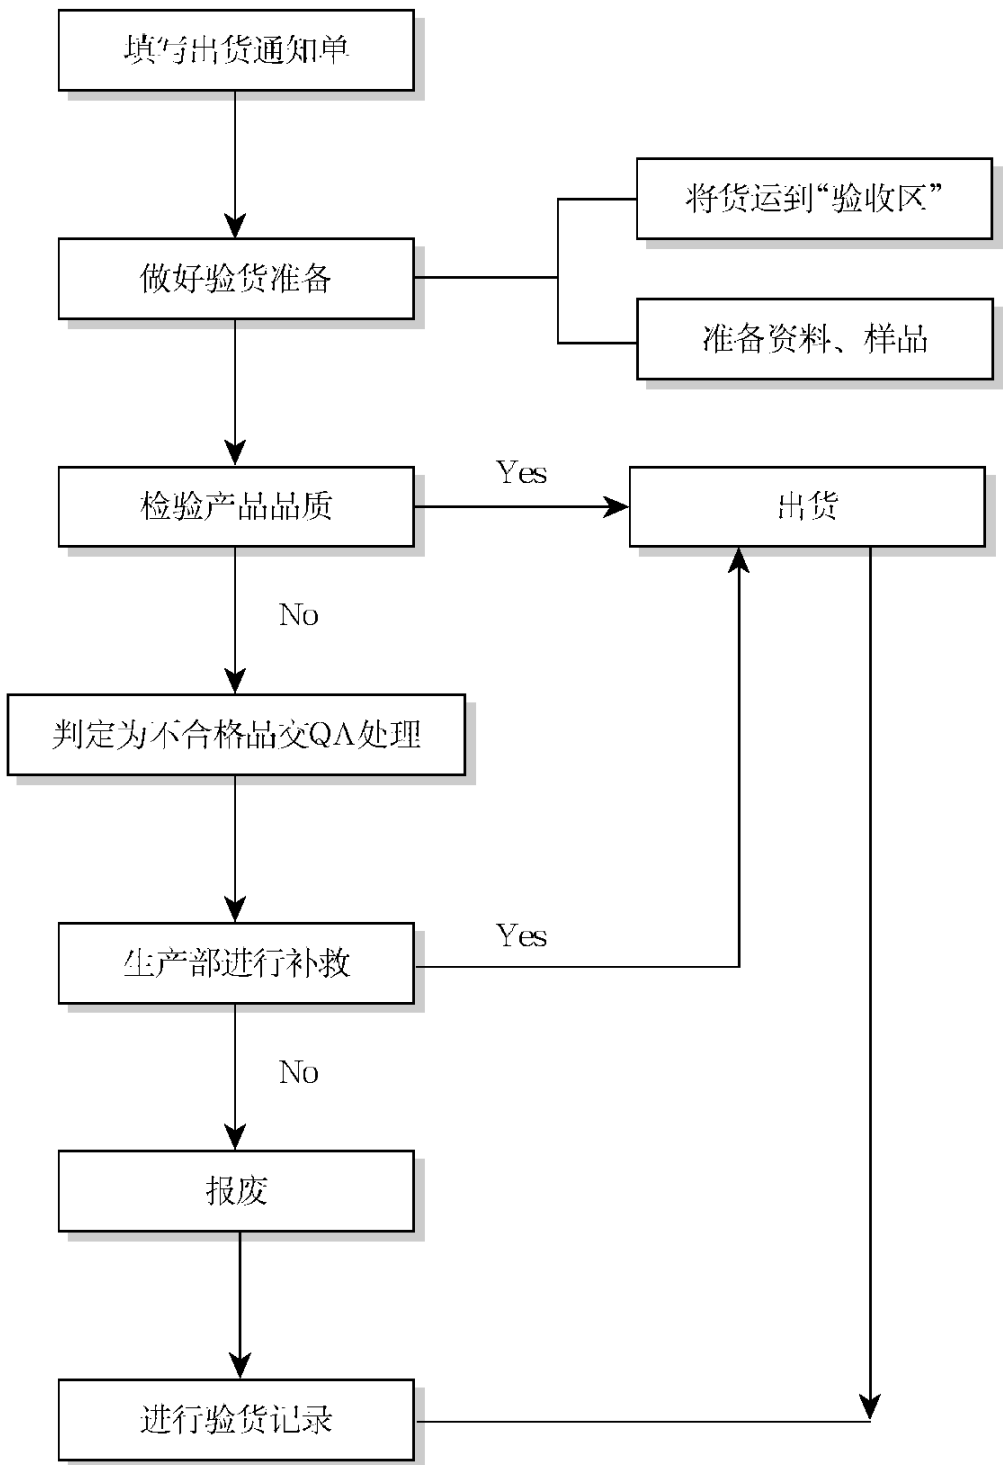 填写出货通知单
将货运到“验收区”
做好验货准备
准备资料、样品
检验产品品质
Yes
出货
No
判定为不合格品交QA处理
生产部进行补救
Yes
No
报废
进行验货记录